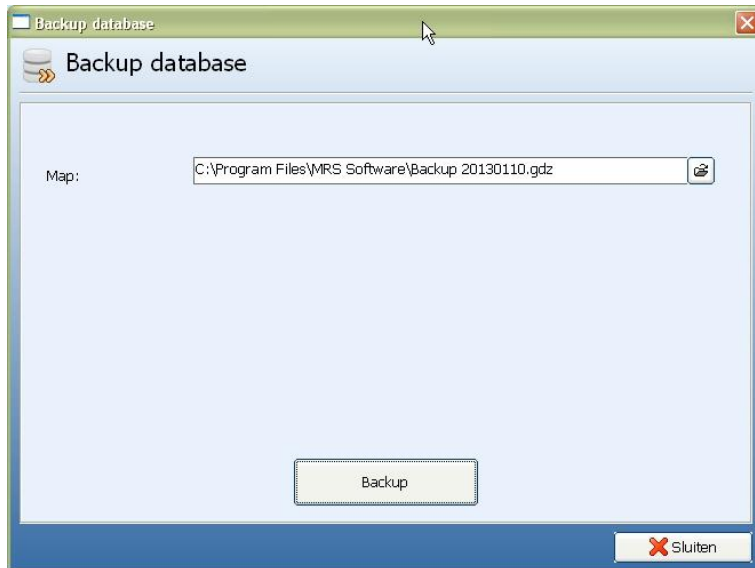 Backup database
Backup database
Map:
C:\Program Files\MRS Software\Backup 20130110.gdz
Backup
Sluiten